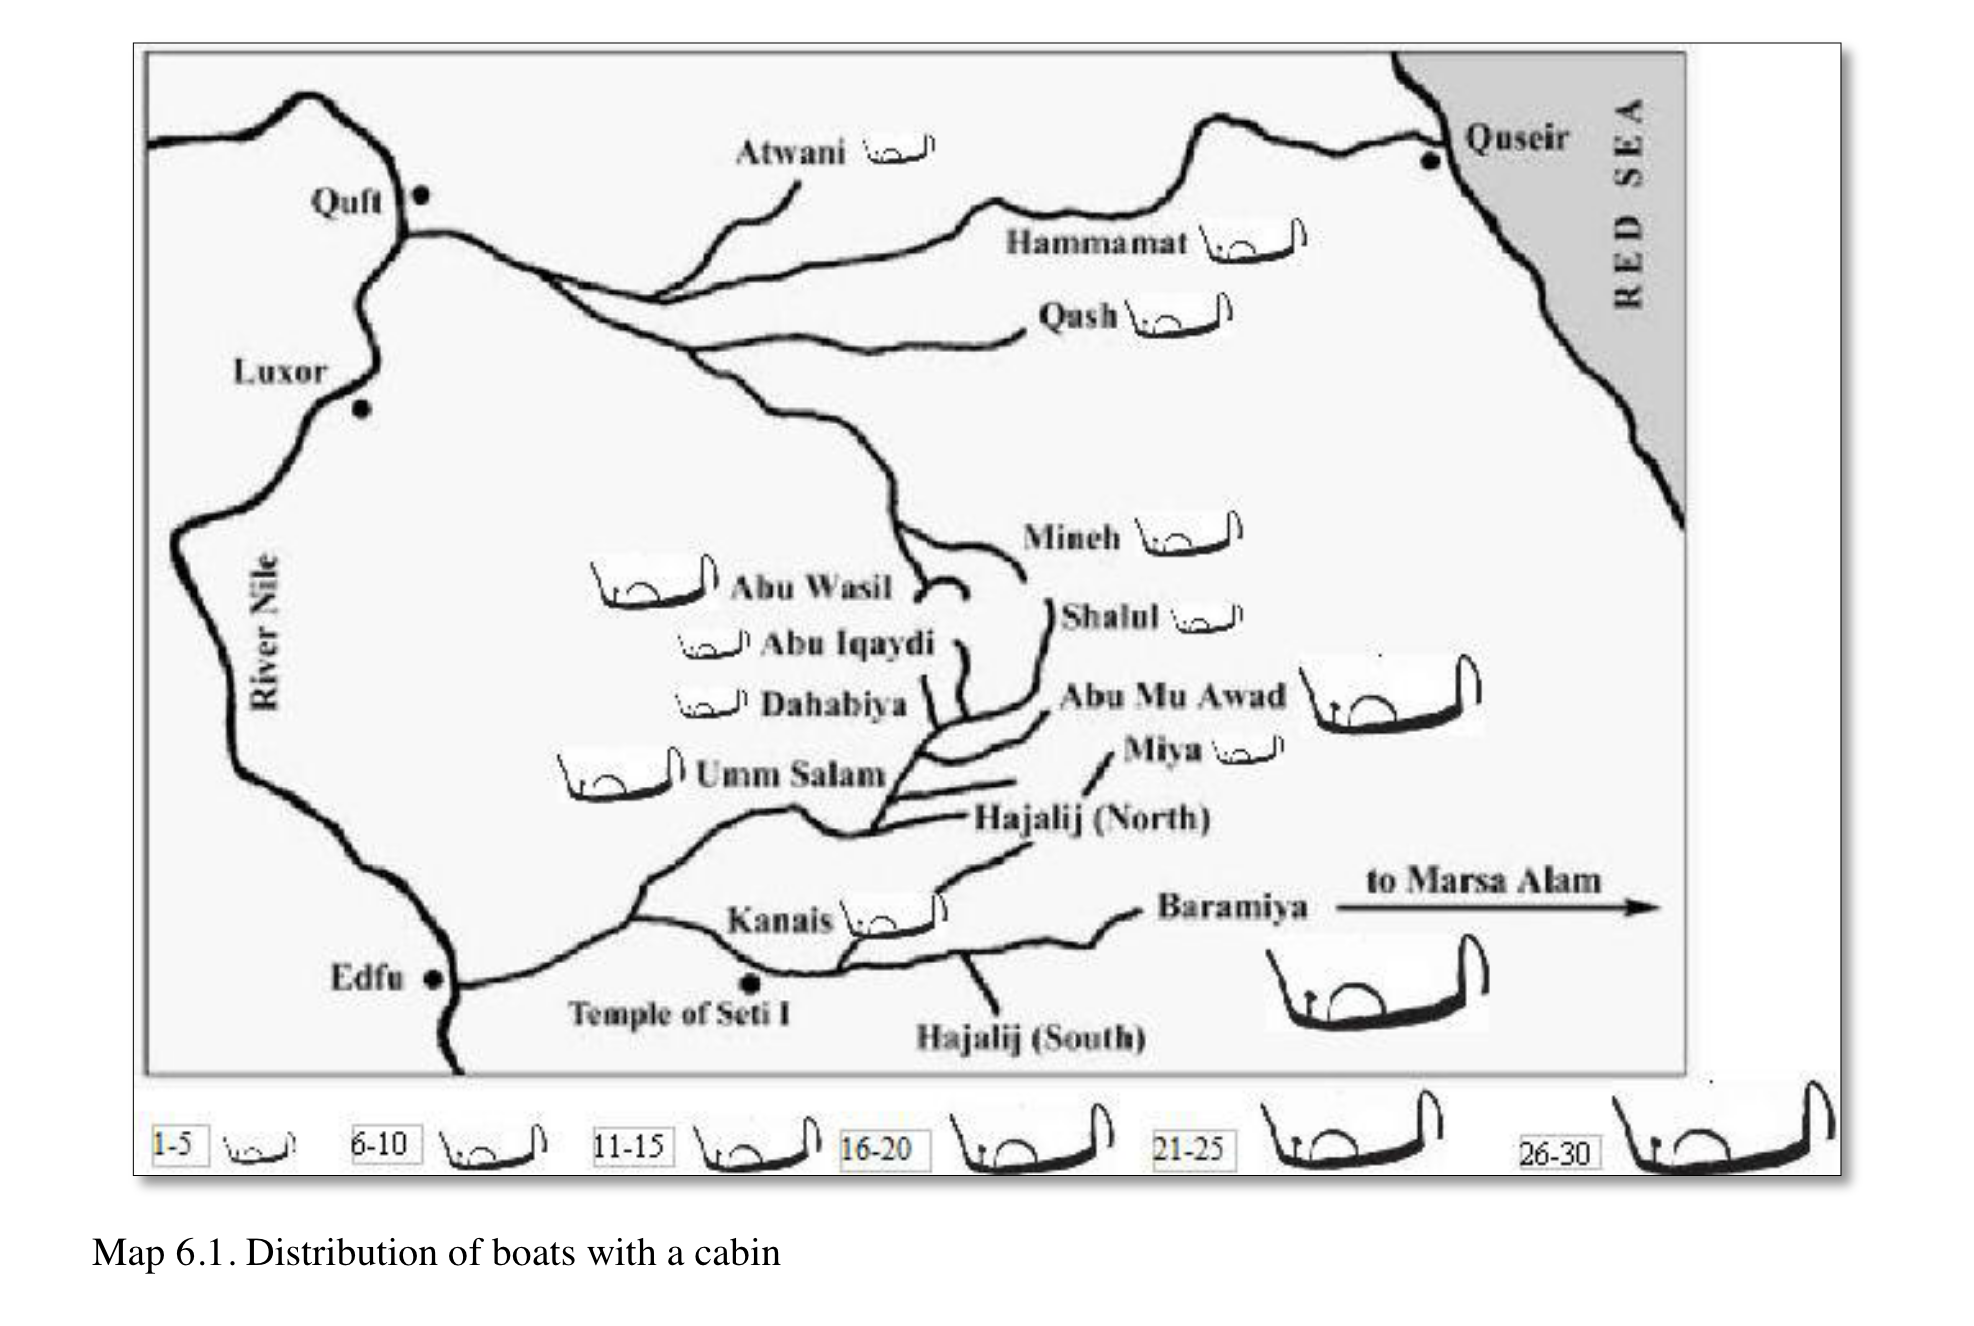 Atwani
Quseir
RED SEA
Quft
Hammamat
Qash
Luxor
Mineh
River Nile
Abu Wasil
Shalul
Abu Iqaydi
Abu Mu Awad
Dahabiya
Miya
Umm Salam
Hajalij (North)
to Marsa Alam
Kanais
Baramiya
Edfu
Temple of Seti I
Hajalij (South)
1-5
6-10
11-15
16-20
21-25
26-30
Map 6.1. Distribution of boats with a cabin